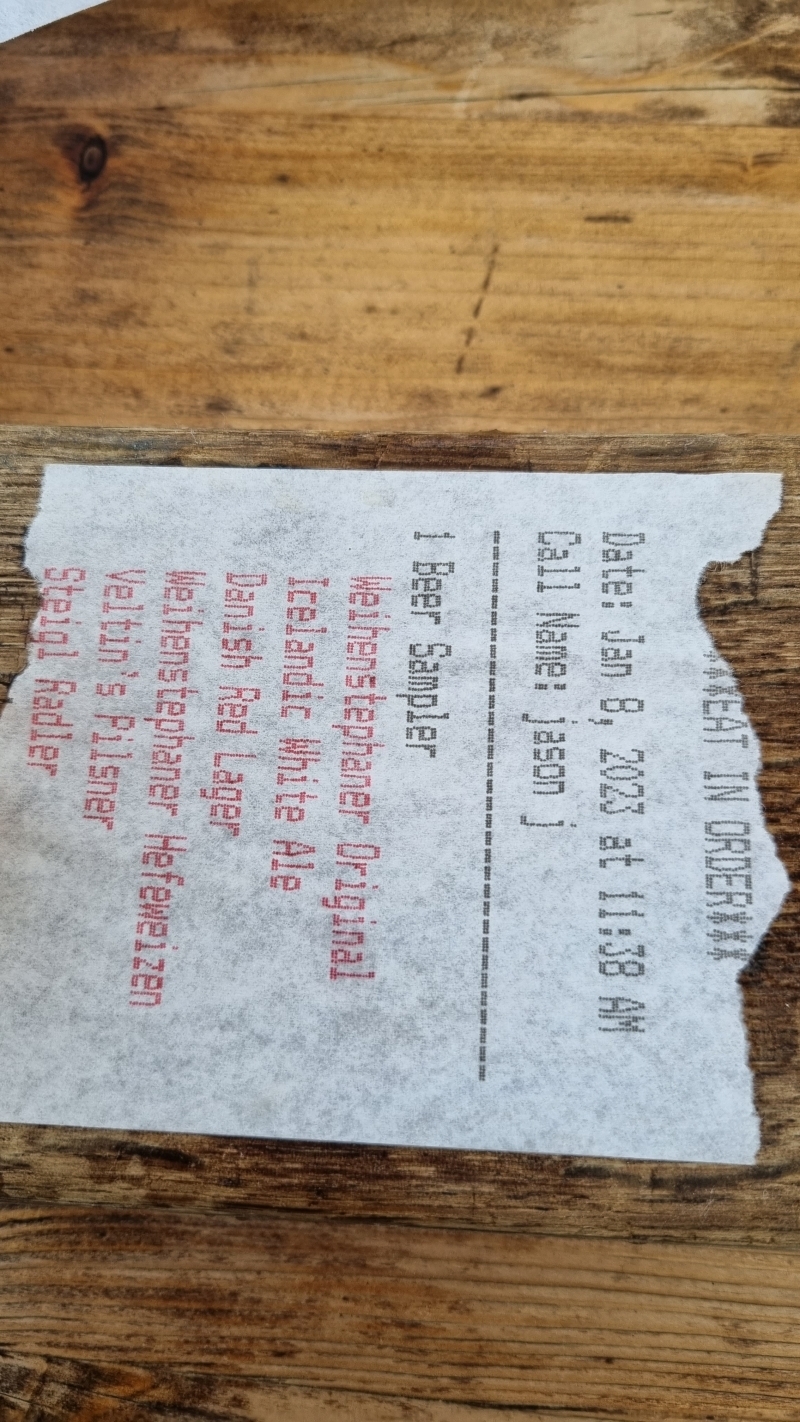 **EAT IN ORDER***
Date: Jan 8, 2023 at 11:38 AM
Call Name: jason j
--------------------------------
1 Beer Sampler
Weihenstephaner Original
Icelandic White Ale
Danish Red Lager
Weihenstephaner Hefeweizen
Veltin's Pilsner
Steigl Radler